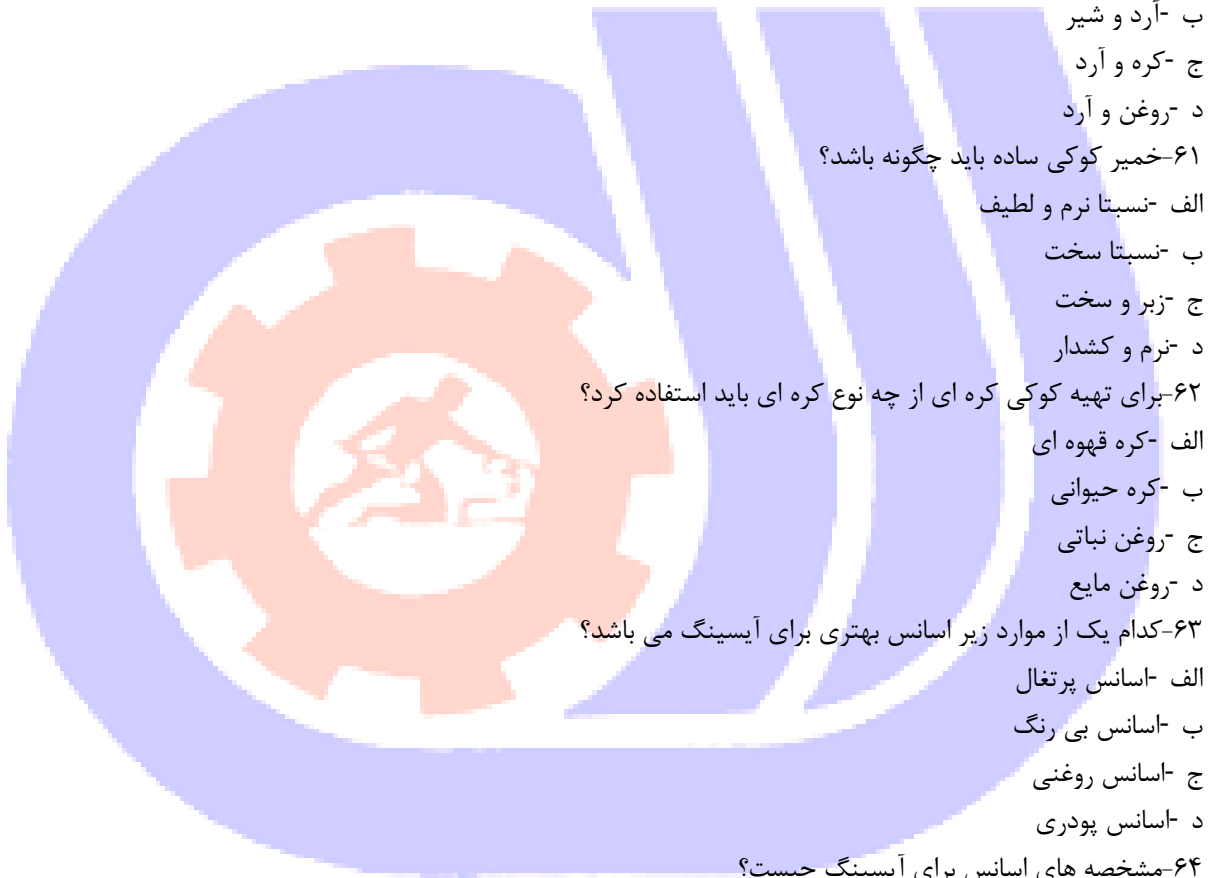 ب -آرد و شیر
ج -کره و آرد
د -روغن و آرد
۶۱-خمیر کوکی ساده باید چگونه باشد؟
الف -نسبتا نرم و لطیف
ب -نسبتا سخت
ج -زبر و سخت
د -نرم و کشدار
۶۲-برای تهیه کوکی کره ای از چه نوع کره ای باید استفاده کرد؟
الف -کره قهوه ای
ب -کره حیوانی
ج -روغن نباتی
د -روغن مایع
۶۳-کدام یک از موارد زیر اسانس بهتری برای آیسینگ می باشد؟
الف -اسانس پرتغال
ب -اسانس بی رنگ
ج -اسانس روغنی
د -اسانس پودری
۶۴-مشخصه های اسانس برای آیسینگ چیست؟